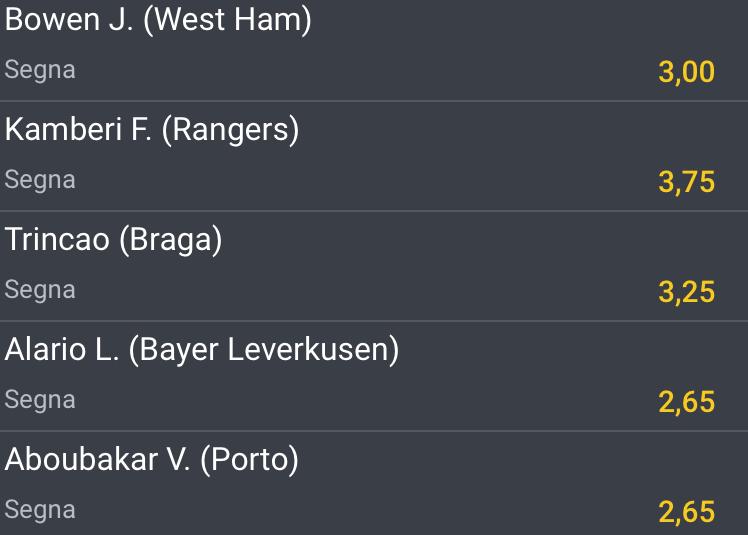 Bowen J. (West Ham)
Segna
3,00
Kamberi F. (Rangers)
Segna
3,75
Trincao (Braga)
Segna
3,25
Alario L. (Bayer Leverkusen)
Segna
2,65
Aboubakar V. (Porto)
Segna
2,65